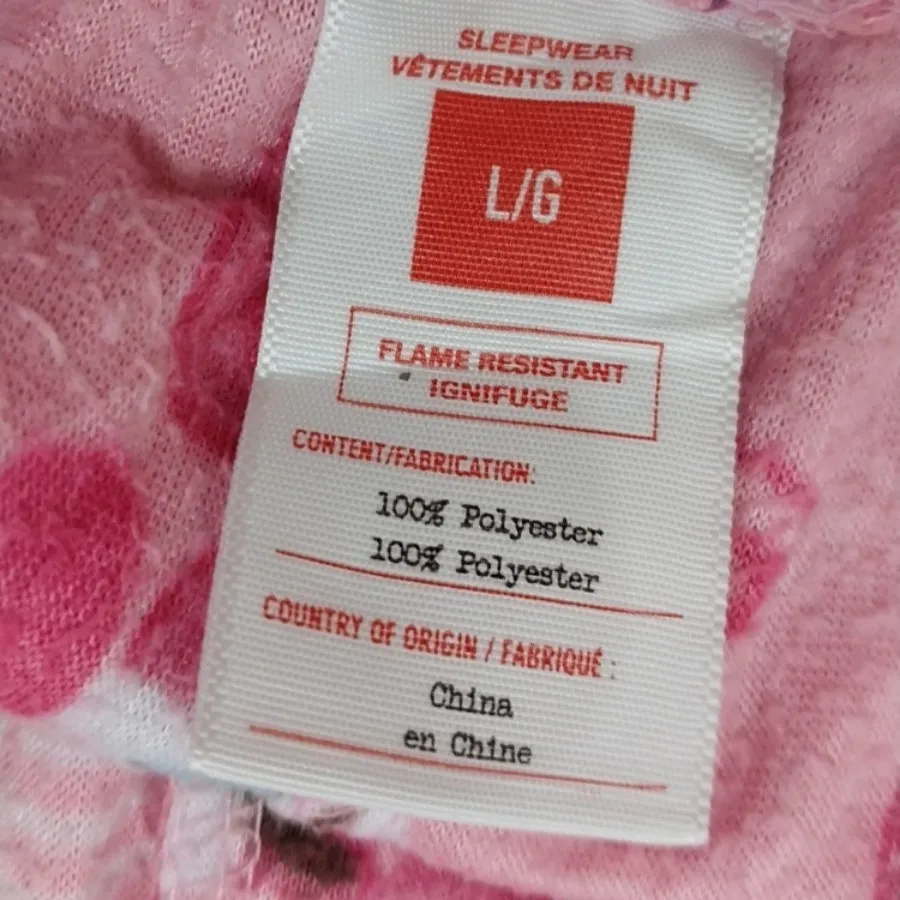 SLEEPWEAR
VÊTEMENTS DE NUIT
L/G
FLAME RESISTANT
IGNIFUGE
CONTENT/FABRICATION:
100% Polyester
100% Polyester
COUNTRY OF ORIGIN / FABRIQUÉ :
China
en Chine